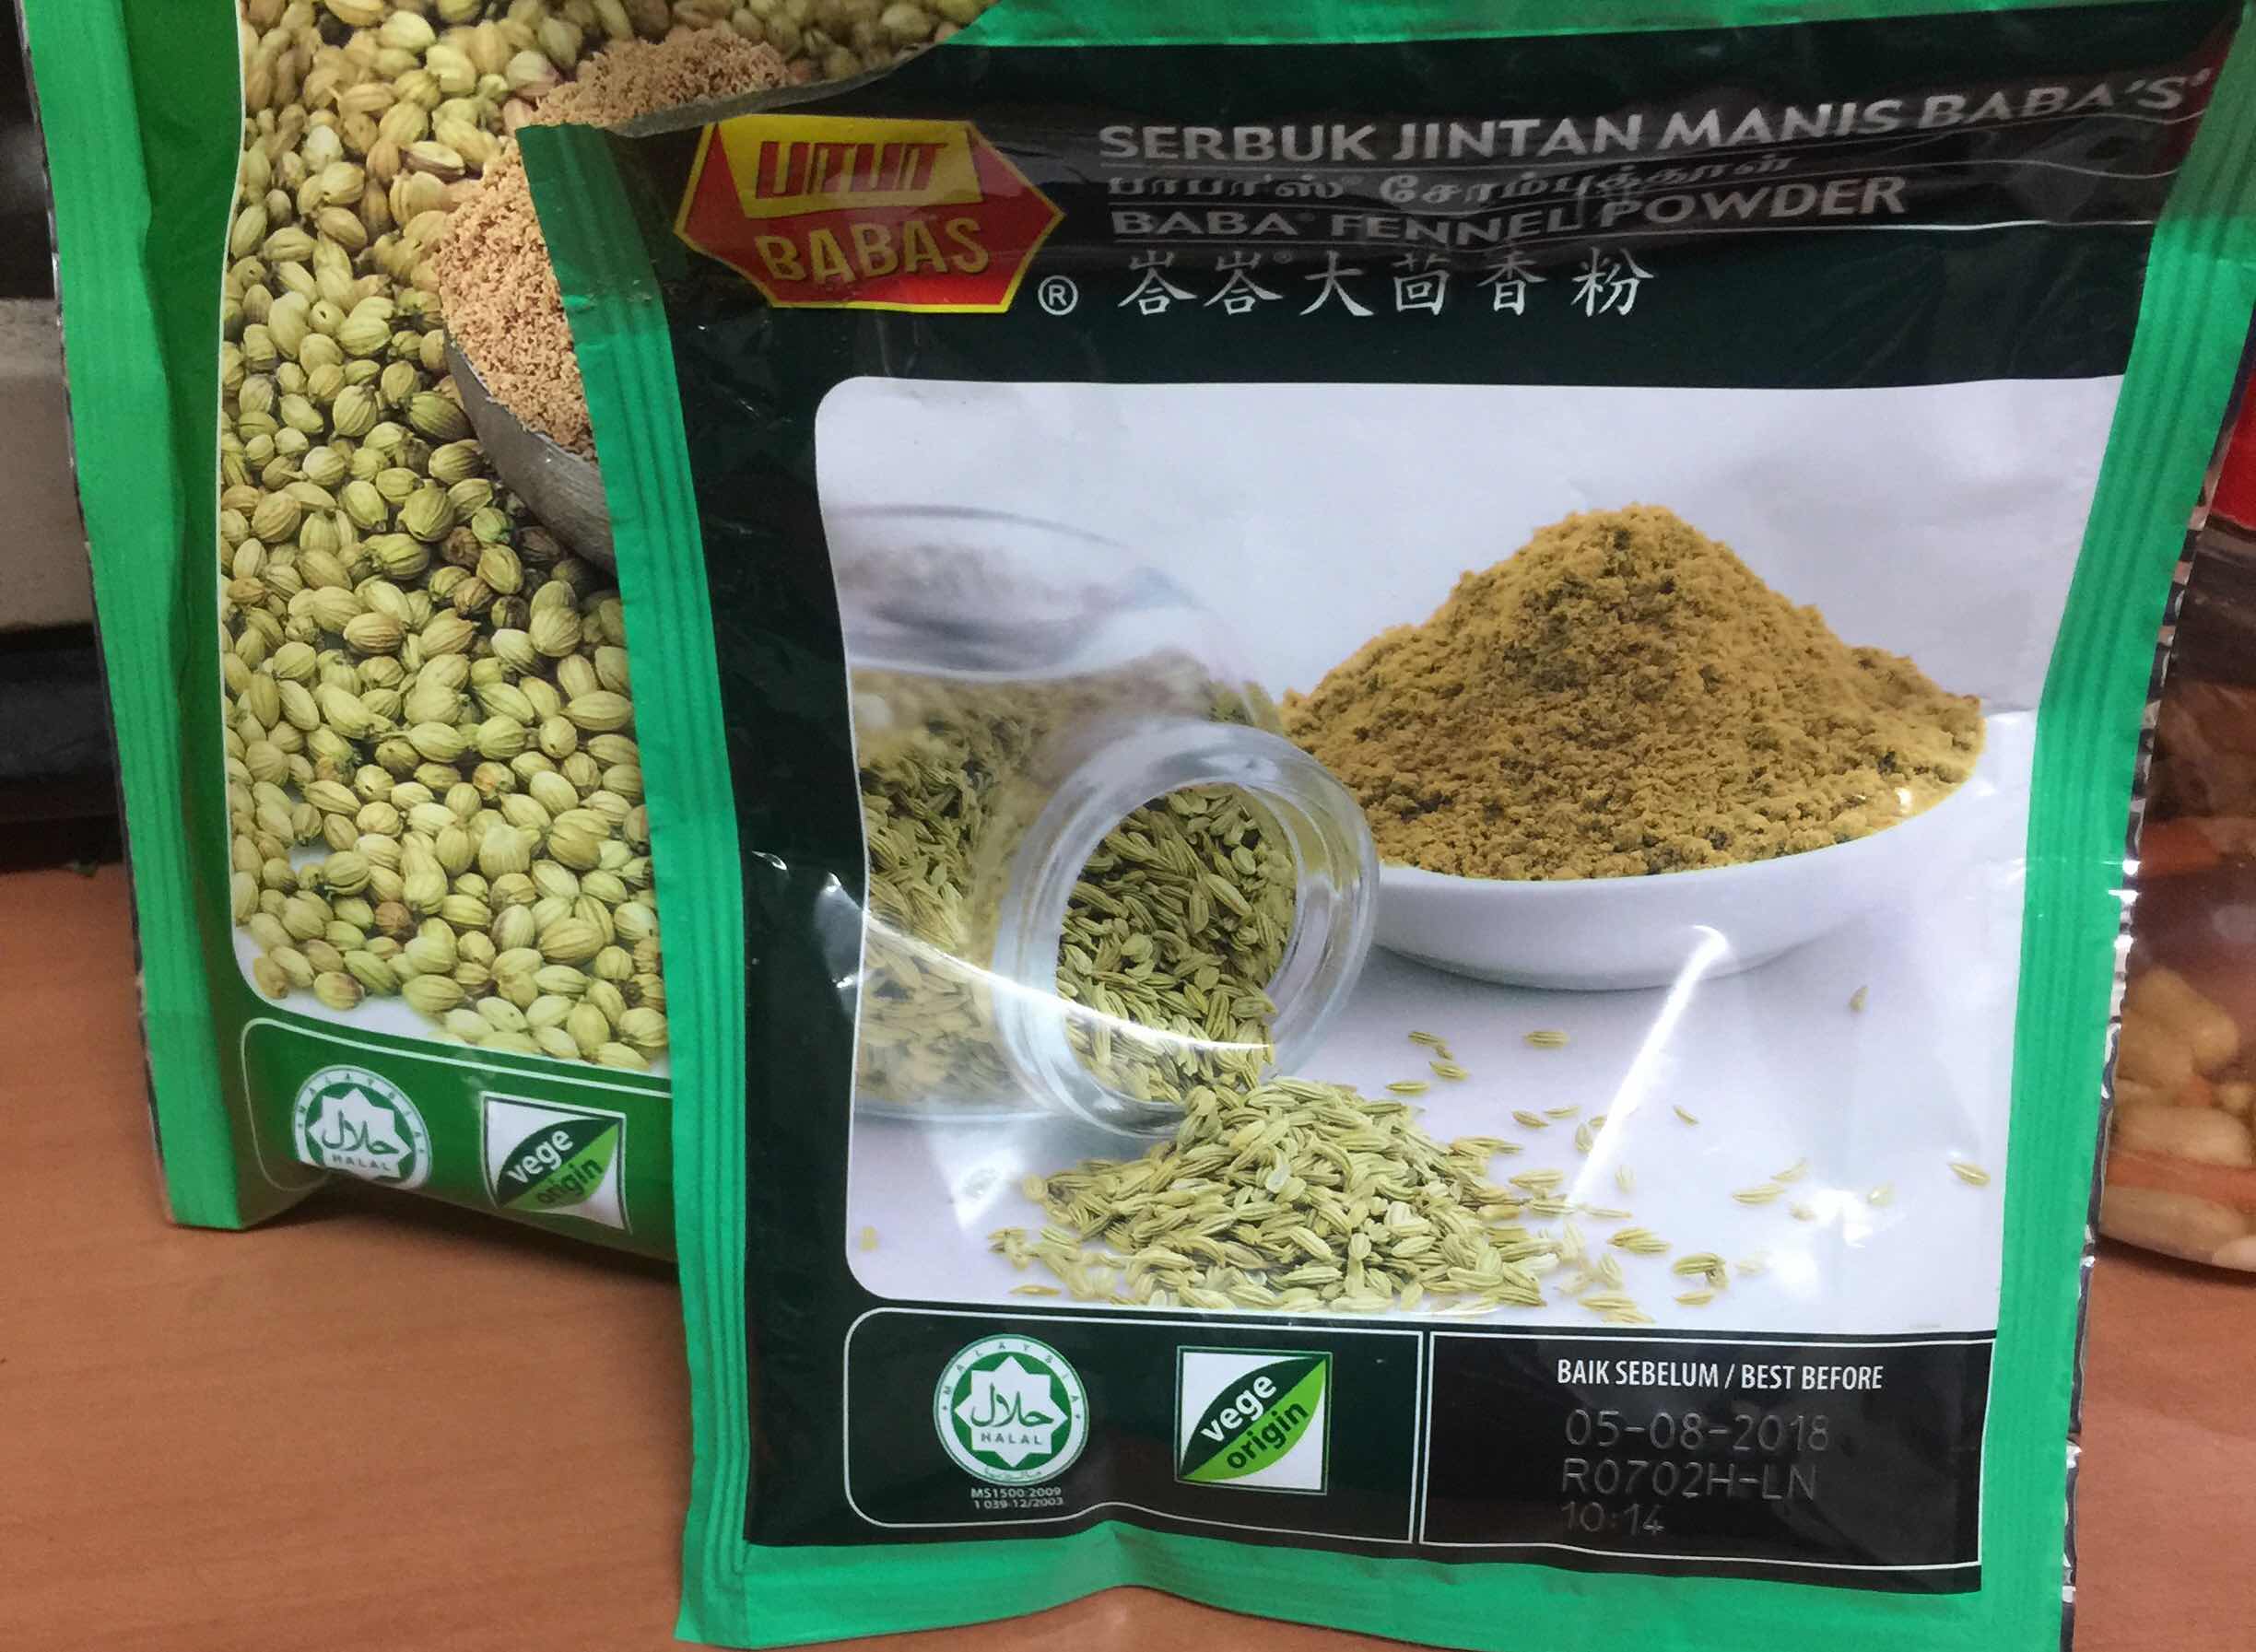 பாபாஸ்
BABAS
®
SERBUK JINTAN MANIS BABA'S®
பாபா'ஸ்® சோம்புத்தூள்
BABA® FENNEL POWDER
峇峇®大茴香粉
MALAYSIA
حلال
HALAL
vege
origin
MALAYSIA
حلال
HALAL
MS1500:2009
1 039-12/2003
vege
origin
BAIK SEBELUM / BEST BEFORE
05-08-2018
R0702H-LN
10:14